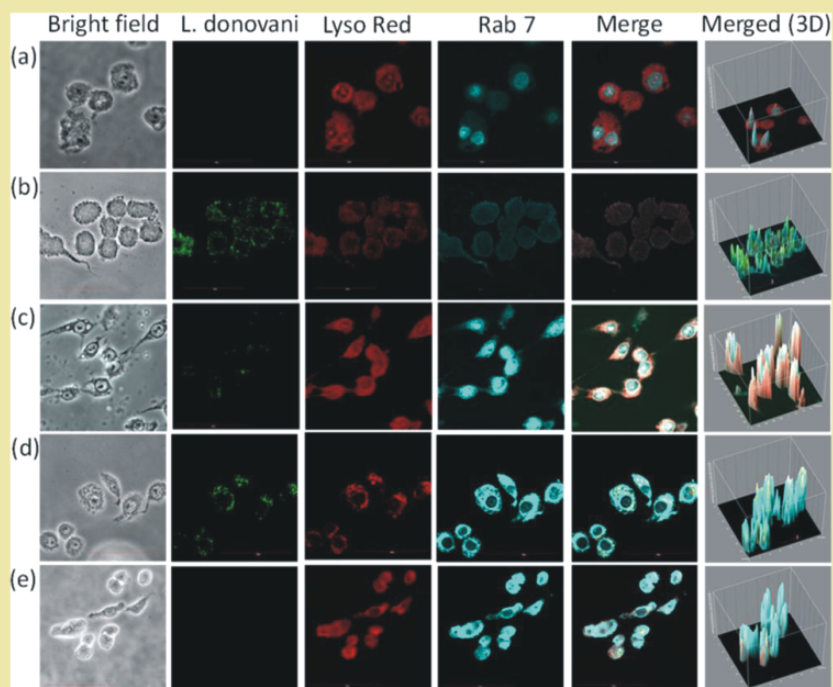 Bright field L. donovani Lyso Red Rab 7 Merge Merged (3D)
(a)
(b)
(c)
(d)
(e)